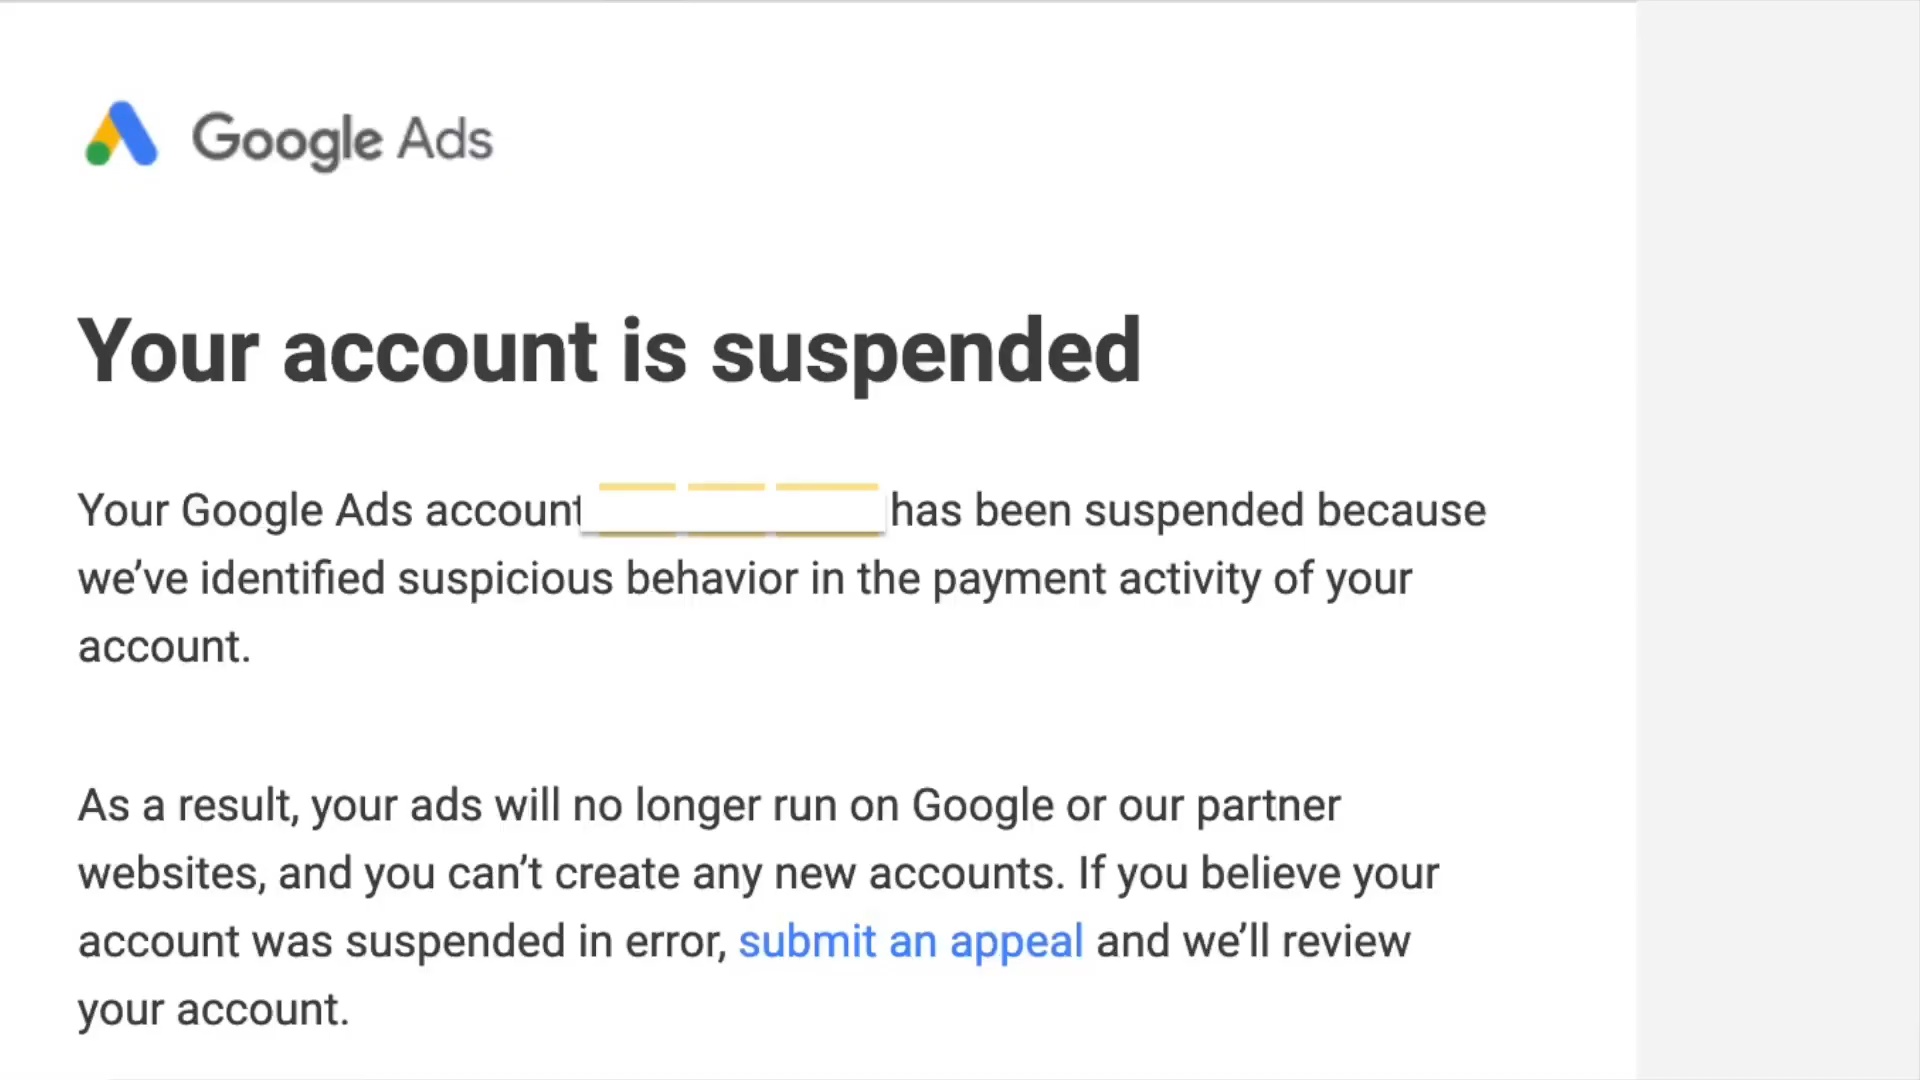 Google Ads
Your account is suspended
Your Google Ads account has been suspended because
we’ve identified suspicious behavior in the payment activity of your
account.
As a result, your ads will no longer run on Google or our partner
websites, and you can’t create any new accounts. If you believe your
account was suspended in error, submit an appeal and we’ll review
your account.